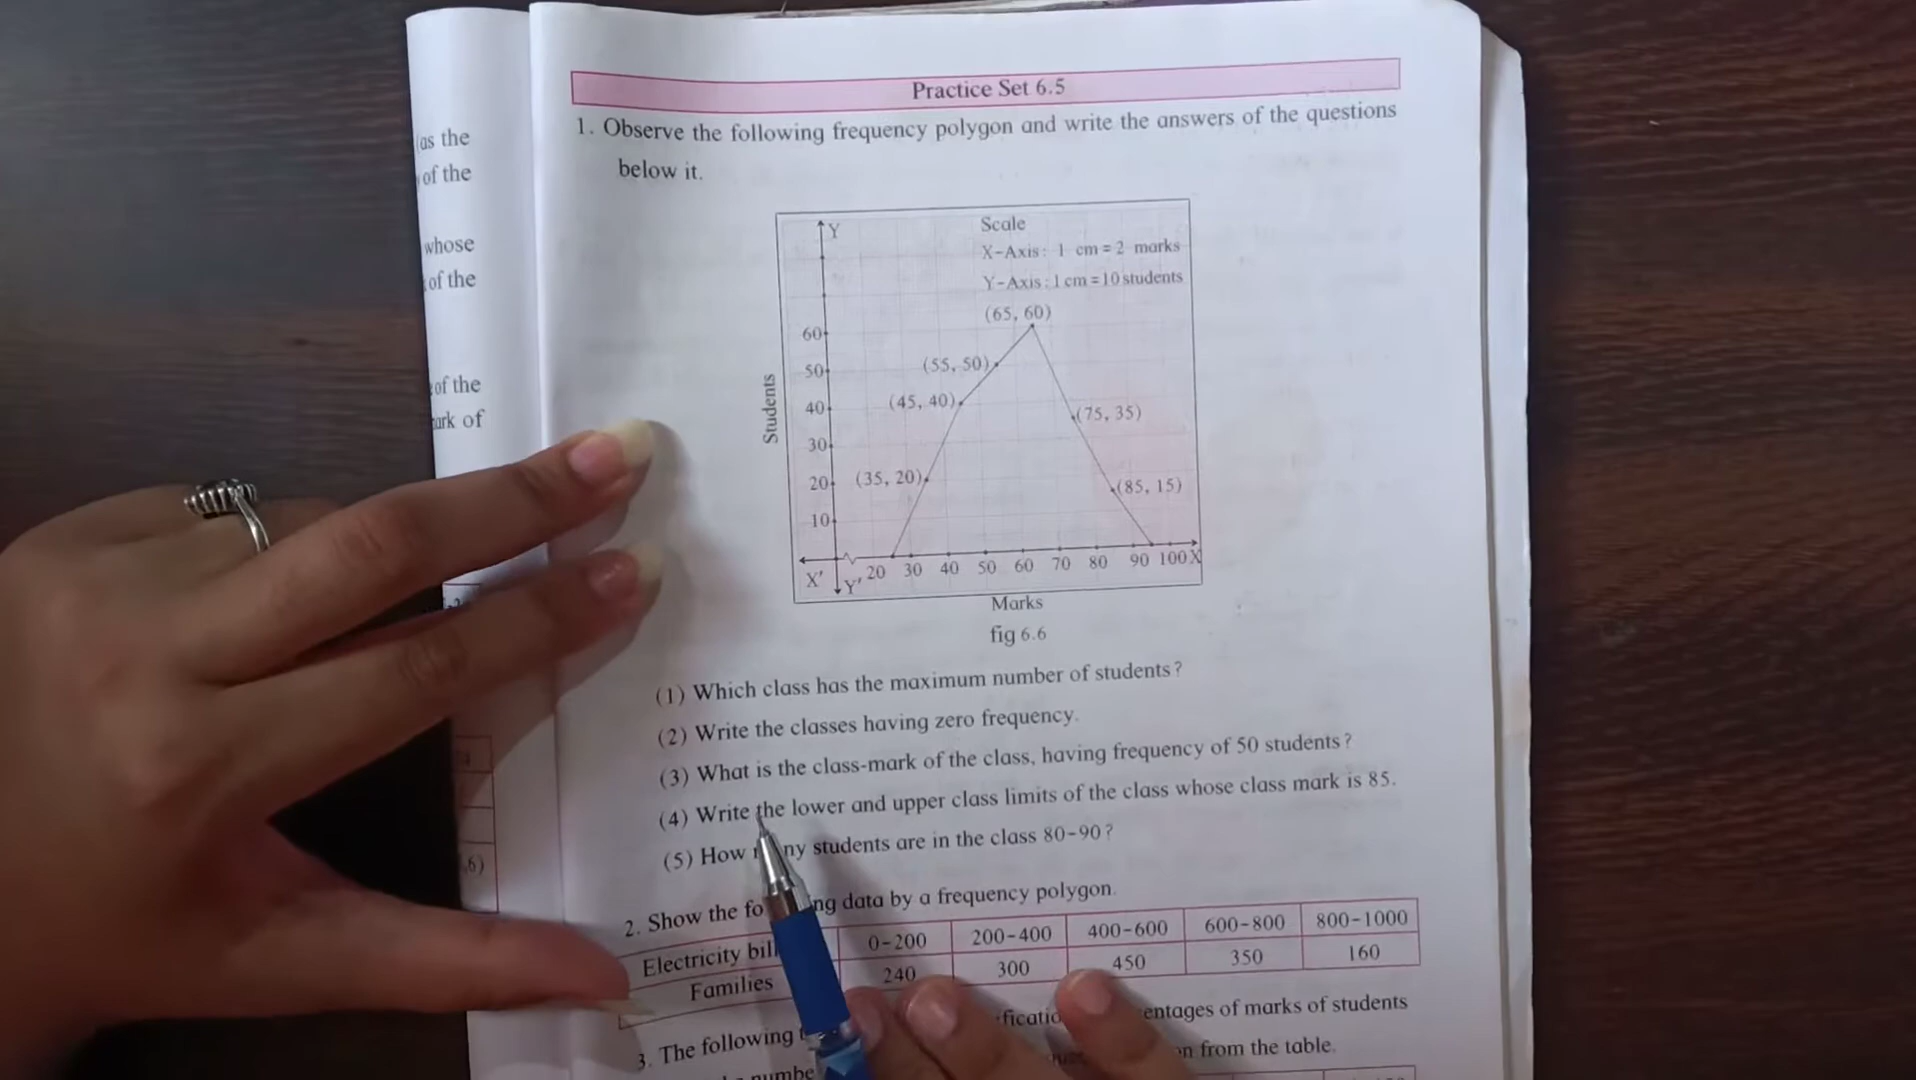 as the
of the
whose
of the
of the
of
Practice Set 6.5
1. Observe the following frequency polygon and write the answers of the questions
below it.
Y
Scale
X-Axis: 1 cm = 2 marks
Y-Axis: 1 cm = 10 students
(65, 60)
60
(55, 50)
50
(45, 40)
40
(75, 35)
30
(35, 20)
20
(85, 15)
10
Students
X' Y' 20 30 40 50 60 70 80 90 100 X
Marks
fig 6.6
(1) Which class has the maximum number of students?
(2) Write the classes having zero frequency.
(3) What is the class-mark of the class, having frequency of 50 students?
(4) Write the lower and upper class limits of the class whose class mark is 85.
(5) How many students are in the class 80-90?
2. Show the following data by a frequency polygon.
Electricity bill 0-200 200-400 400-600 600-800 800-1000
Families 240 300 450 350 160
3. The following of marks of students
from the table.